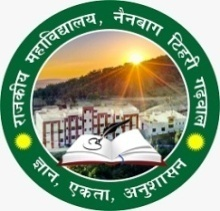 राजकीय महाविद्यालय, नैनबाग टिहरी गढ़वाल
ज्ञान, एकता, अनुशासन